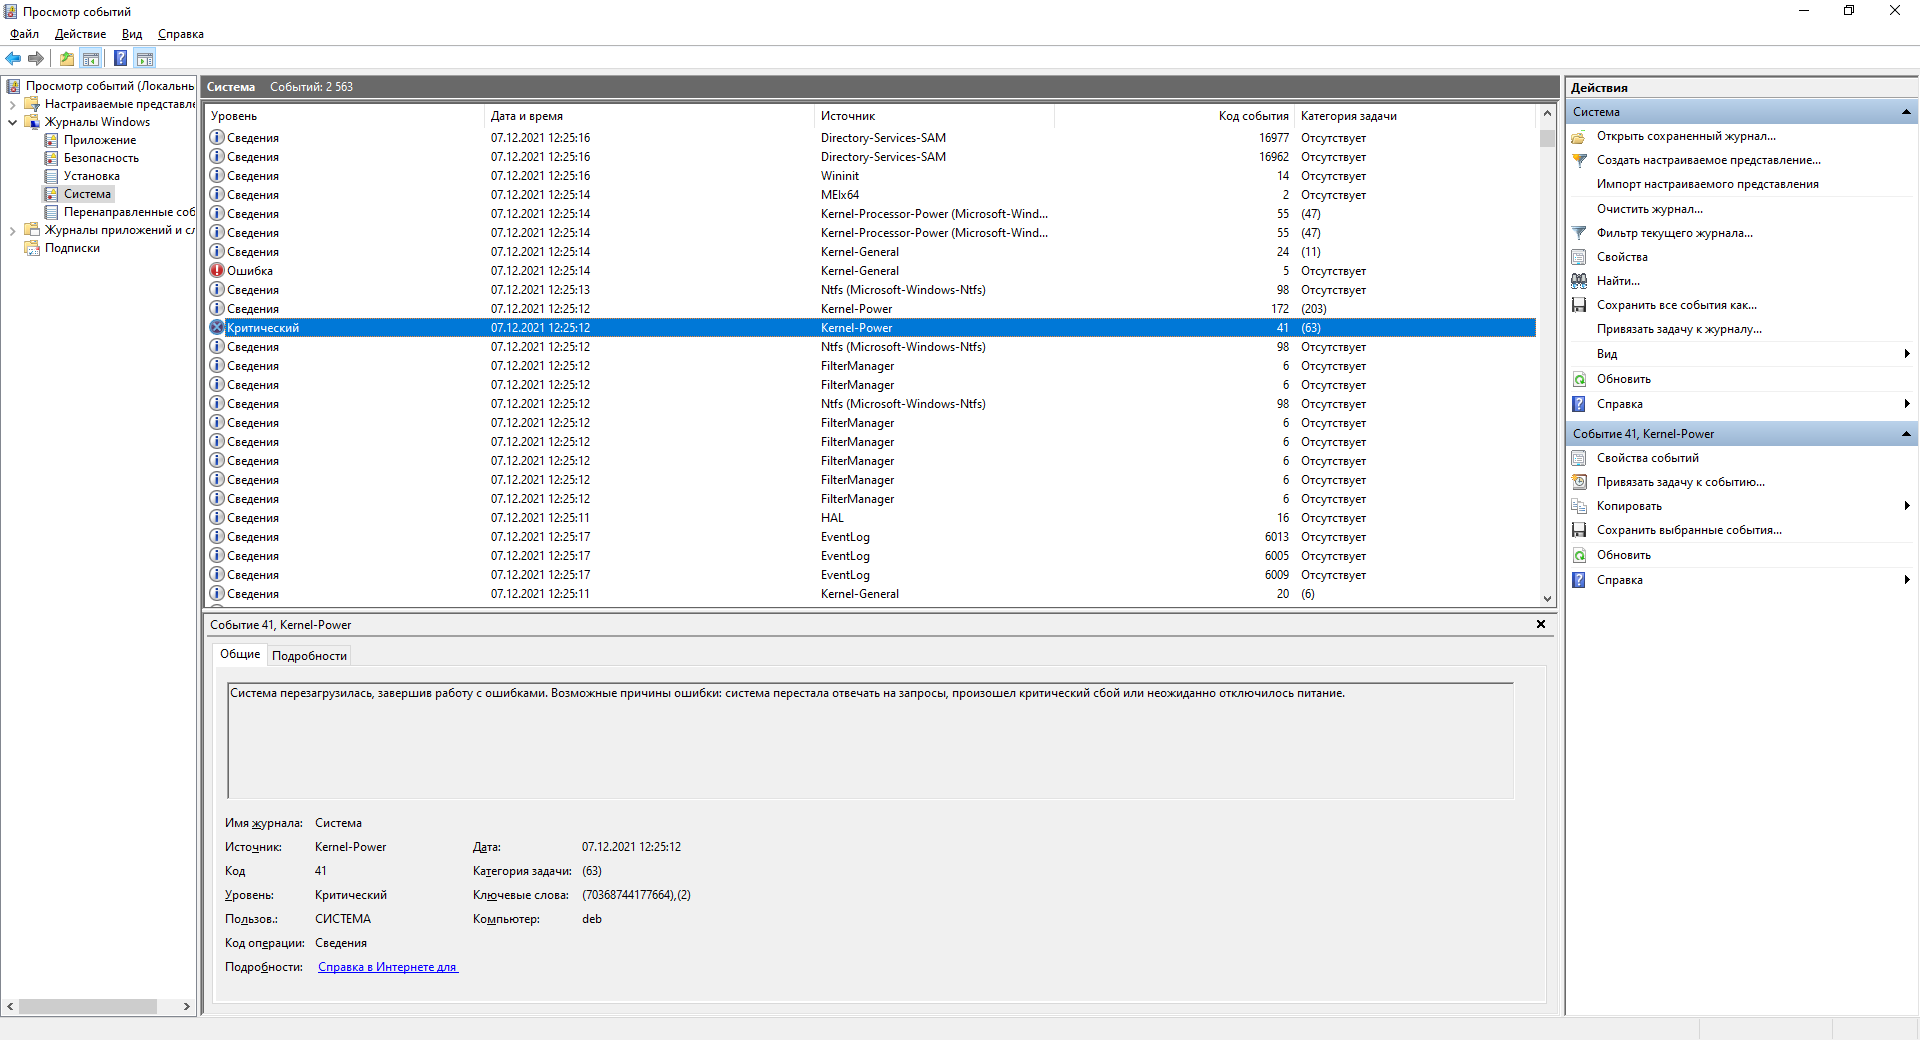 Просмотр событий
Файл Действие Вид Справка
Просмотр событий (Локальнь
Настраиваемые представле
Журналы Windows
Приложение
Безопасность
Установка
Система
Перенаправленные соб
Журналы приложений и сл
Подписки
Система Событий: 2 563
Уровень Дата и время Источник Код события Категория задачи
Сведения 07.12.2021 12:25:16 Directory-Services-SAM 16977 Отсутствует
Сведения 07.12.2021 12:25:16 Directory-Services-SAM 16962 Отсутствует
Сведения 07.12.2021 12:25:16 Wininit 14 Отсутствует
Сведения 07.12.2021 12:25:14 MEIx64 2 Отсутствует
Сведения 07.12.2021 12:25:14 Kernel-Processor-Power (Microsoft-Wind... 55 (47)
Сведения 07.12.2021 12:25:14 Kernel-Processor-Power (Microsoft-Wind... 55 (47)
Сведения 07.12.2021 12:25:14 Kernel-General 24 (11)
Ошибка 07.12.2021 12:25:14 Kernel-General 5 Отсутствует
Сведения 07.12.2021 12:25:13 Ntfs (Microsoft-Windows-Ntfs) 98 Отсутствует
Сведения 07.12.2021 12:25:12 Kernel-Power 172 (203)
Критический 07.12.2021 12:25:12 Kernel-Power 41 (63)
Сведения 07.12.2021 12:25:12 Ntfs (Microsoft-Windows-Ntfs) 98 Отсутствует
Сведения 07.12.2021 12:25:12 FilterManager 6 Отсутствует
Сведения 07.12.2021 12:25:12 FilterManager 6 Отсутствует
Сведения 07.12.2021 12:25:12 Ntfs (Microsoft-Windows-Ntfs) 98 Отсутствует
Сведения 07.12.2021 12:25:12 FilterManager 6 Отсутствует
Сведения 07.12.2021 12:25:12 FilterManager 6 Отсутствует
Сведения 07.12.2021 12:25:12 FilterManager 6 Отсутствует
Сведения 07.12.2021 12:25:12 FilterManager 6 Отсутствует
Сведения 07.12.2021 12:25:12 FilterManager 6 Отсутствует
Сведения 07.12.2021 12:25:11 HAL 16 Отсутствует
Сведения 07.12.2021 12:25:17 EventLog 6013 Отсутствует
Сведения 07.12.2021 12:25:17 EventLog 6005 Отсутствует
Сведения 07.12.2021 12:25:17 EventLog 6009 Отсутствует
Сведения 07.12.2021 12:25:11 Kernel-General 20 (6)
Событие 41, Kernel-Power
Общие Подробности
Система перезагрузилась, завершив работу с ошибками. Возможные причины ошибки: система перестала отвечать на запросы, произошел критический сбой или неожиданно отключилось питание.
Имя журнала: Система
Источник: Kernel-Power Дата: 07.12.2021 12:25:12
Код 41 Категория задачи: (63)
Уровень: Критический Ключевые слова: (70368744177664),(2)
Пользов.: СИСТЕМА Компьютер: deb
Код операции: Сведения
Подробности: Справка в Интернете для
Действия
Система
Открыть сохраненный журнал...
Создать настраиваемое представление...
Импорт настраиваемого представления
Очистить журнал...
Фильтр текущего журнала...
Свойства
Найти...
Сохранить все события как...
Привязать задачу к журналу...
Вид
Обновить
Справка
Событие 41, Kernel-Power
Свойства событий
Привязать задачу к событию...
Копировать
Сохранить выбранные события...
Обновить
Справка